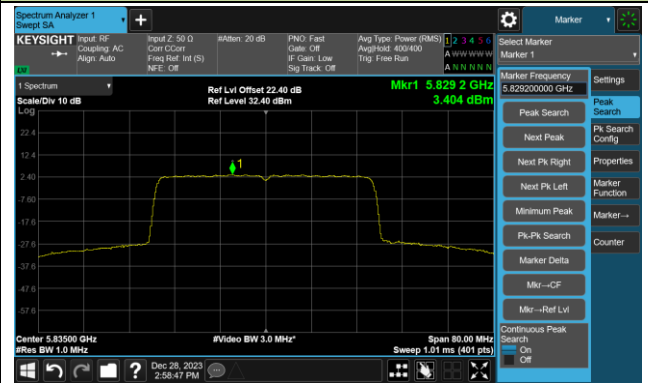 Spectrum Analyzer 1
Swept SA
Marker
KEYSIGHT
Input: RF
Coupling: AC
Align: Auto
Input Z: 50 Ω
Corr CCorr
Freq Ref: Int (S)
NFE: Off
#Atten: 20 dB
PNO: Fast
Gate: Off
IF Gain: Low
Sig Track: Off
Avg Type: Power (RMS)
Avg|Hold: 400/400
Trig: Free Run
1 2 3 4 5 6
A W W W W W
A N N N N N
Select Marker
Marker 1
1 Spectrum
Scale/Div 10 dB
Log
Ref Lvl Offset 22.40 dB
Ref Level 32.40 dBm
Mkr1 5.829 2 GHz
3.404 dBm
22.4
12.4
2.40
-7.60
-17.6
-27.6
-37.6
-47.6
-57.6
1
Center 5.83500 GHz
#Res BW 1.0 MHz
#Video BW 3.0 MHz*
Span 80.00 MHz
Sweep 1.01 ms (401 pts)
Marker Frequency
5.829200000 GHz
Peak Search
Next Peak
Next Pk Right
Next Pk Left
Minimum Peak
Pk-Pk Search
Marker Delta
Mkr→CF
Mkr→Ref Lvl
Continuous Peak
Search
On
Off
Settings
Peak
Search
Pk Search
Config
Properties
Marker
Function
Marker→
Counter
?
Dec 28, 2023
2:58:47 PM